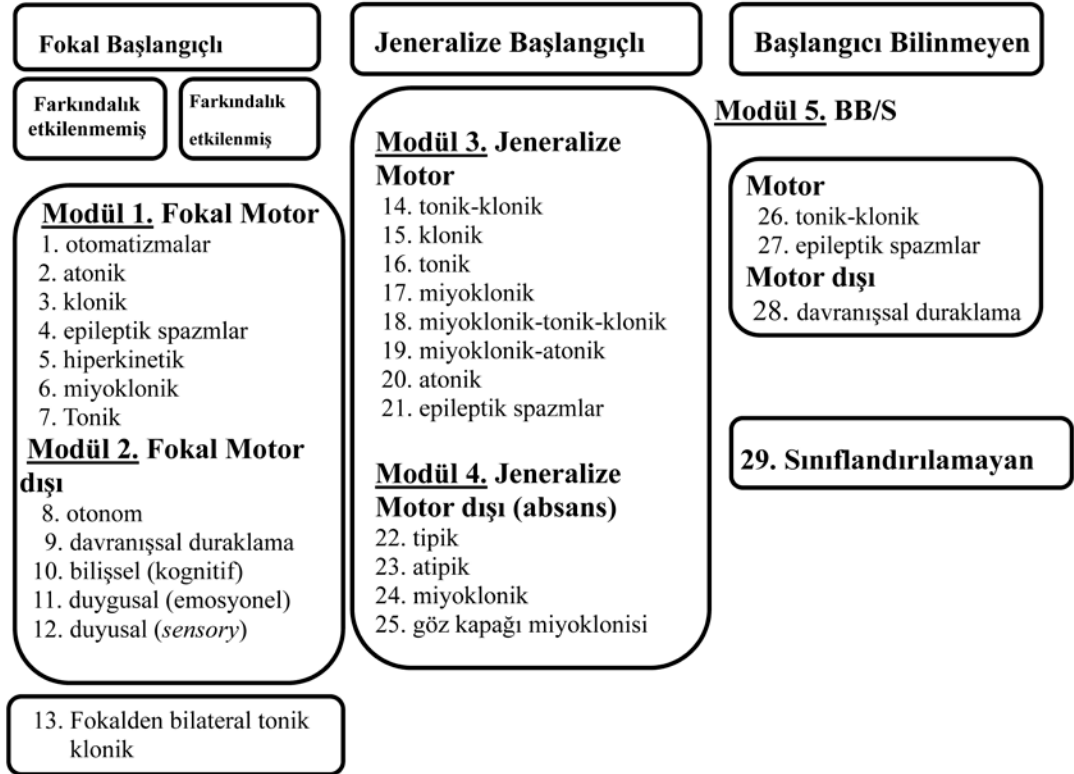 Fokal Başlangıçlı
Farkındalık
etkilenmemiş
Farkındalık
etkilenmiş
Modül 1. Fokal Motor
1. otomatizmalar
2. atonik
3. klonik
4. epileptik spazmlar
5. hiperkinetik
6. miyoklonik
7. Tonik
Modül 2. Fokal Motor
dışı
8. otonom
9. davranışsal duraklama
10. bilişsel (kognitif)
11. duygusal (emosyonel)
12. duyusal (sensory)
13. Fokalden bilateral tonik
klonik
Jeneralize Başlangıçlı
Modül 3. Jeneralize
Motor
14. tonik-klonik
15. klonik
16. tonik
17. miyoklonik
18. miyoklonik-tonik-klonik
19. miyoklonik-atonik
20. atonik
21. epileptik spazmlar
Modül 4. Jeneralize
Motor dışı (absans)
22. tipik
23. atipik
24. miyoklonik
25. göz kapağı miyoklonisi
Başlangıcı Bilinmeyen
Modül 5. BB/S
Motor
26. tonik-klonik
27. epileptik spazmlar
Motor dışı
28. davranışsal duraklama
29. Sınıflandırılamayan